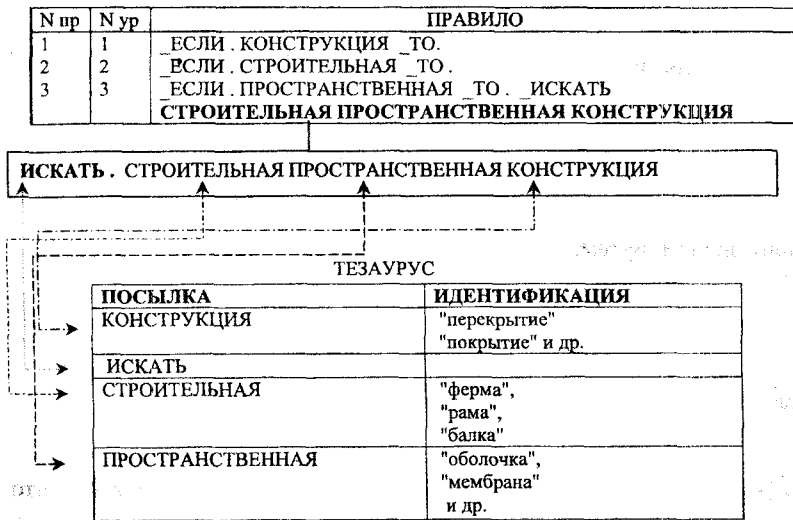 N пр N ур ПРАВИЛО
1 1 _ЕСЛИ . КОНСТРУКЦИЯ _ТО.
2 2 _ЕСЛИ . СТРОИТЕЛЬНАЯ _ТО .
3 3 _ЕСЛИ . ПРОСТРАНСТВЕННАЯ _ТО . _ИСКАТЬ
СТРОИТЕЛЬНАЯ ПРОСТРАНСТВЕННАЯ КОНСТРУКЦИЯ
ИСКАТЬ . СТРОИТЕЛЬНАЯ ПРОСТРАНСТВЕННАЯ КОНСТРУКЦИЯ
ТЕЗАУРУС
ПОСЫЛКА ИДЕНТИФИКАЦИЯ
КОНСТРУКЦИЯ "перекрытие"
"покрытие" и др.
ИСКАТЬ
СТРОИТЕЛЬНАЯ "ферма",
"рама",
"балка"
ПРОСТРАНСТВЕННАЯ "оболочка",
"мембрана"
и др.